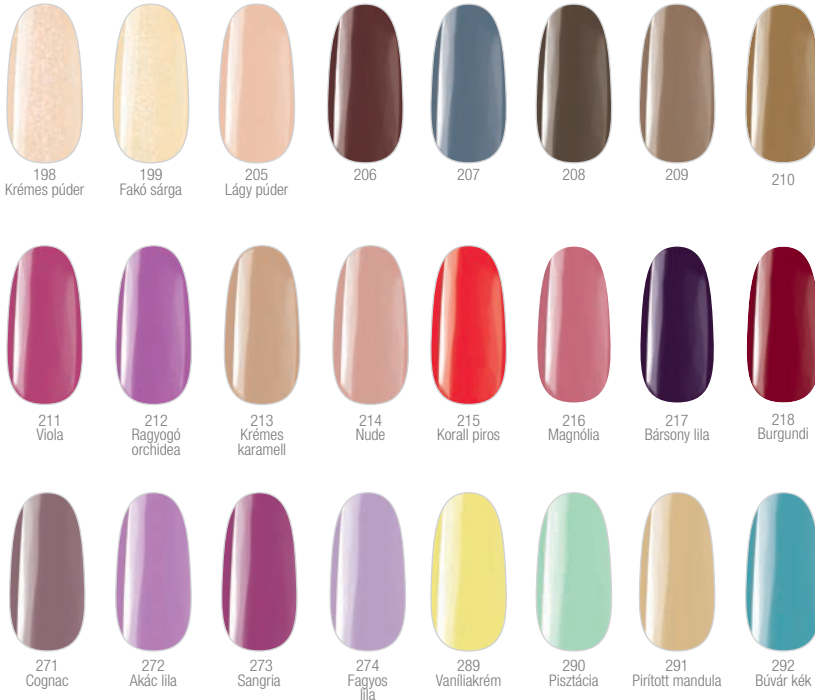 198 199 205 206 207 208 209 210
Krémes púder Fakó sárga Lágy púder
211 212 213 214 215 216 217 218
Viola Ragyogó Krémes Nude Korall piros Magnólia Bársony lila Burgundi
orchidea karamell
271 272 273 274 289 290 291 292
Cognac Akác lila Sangria Fagyos Vaníliakrém Pisztácia Pirított mandula Búvár kék
lila